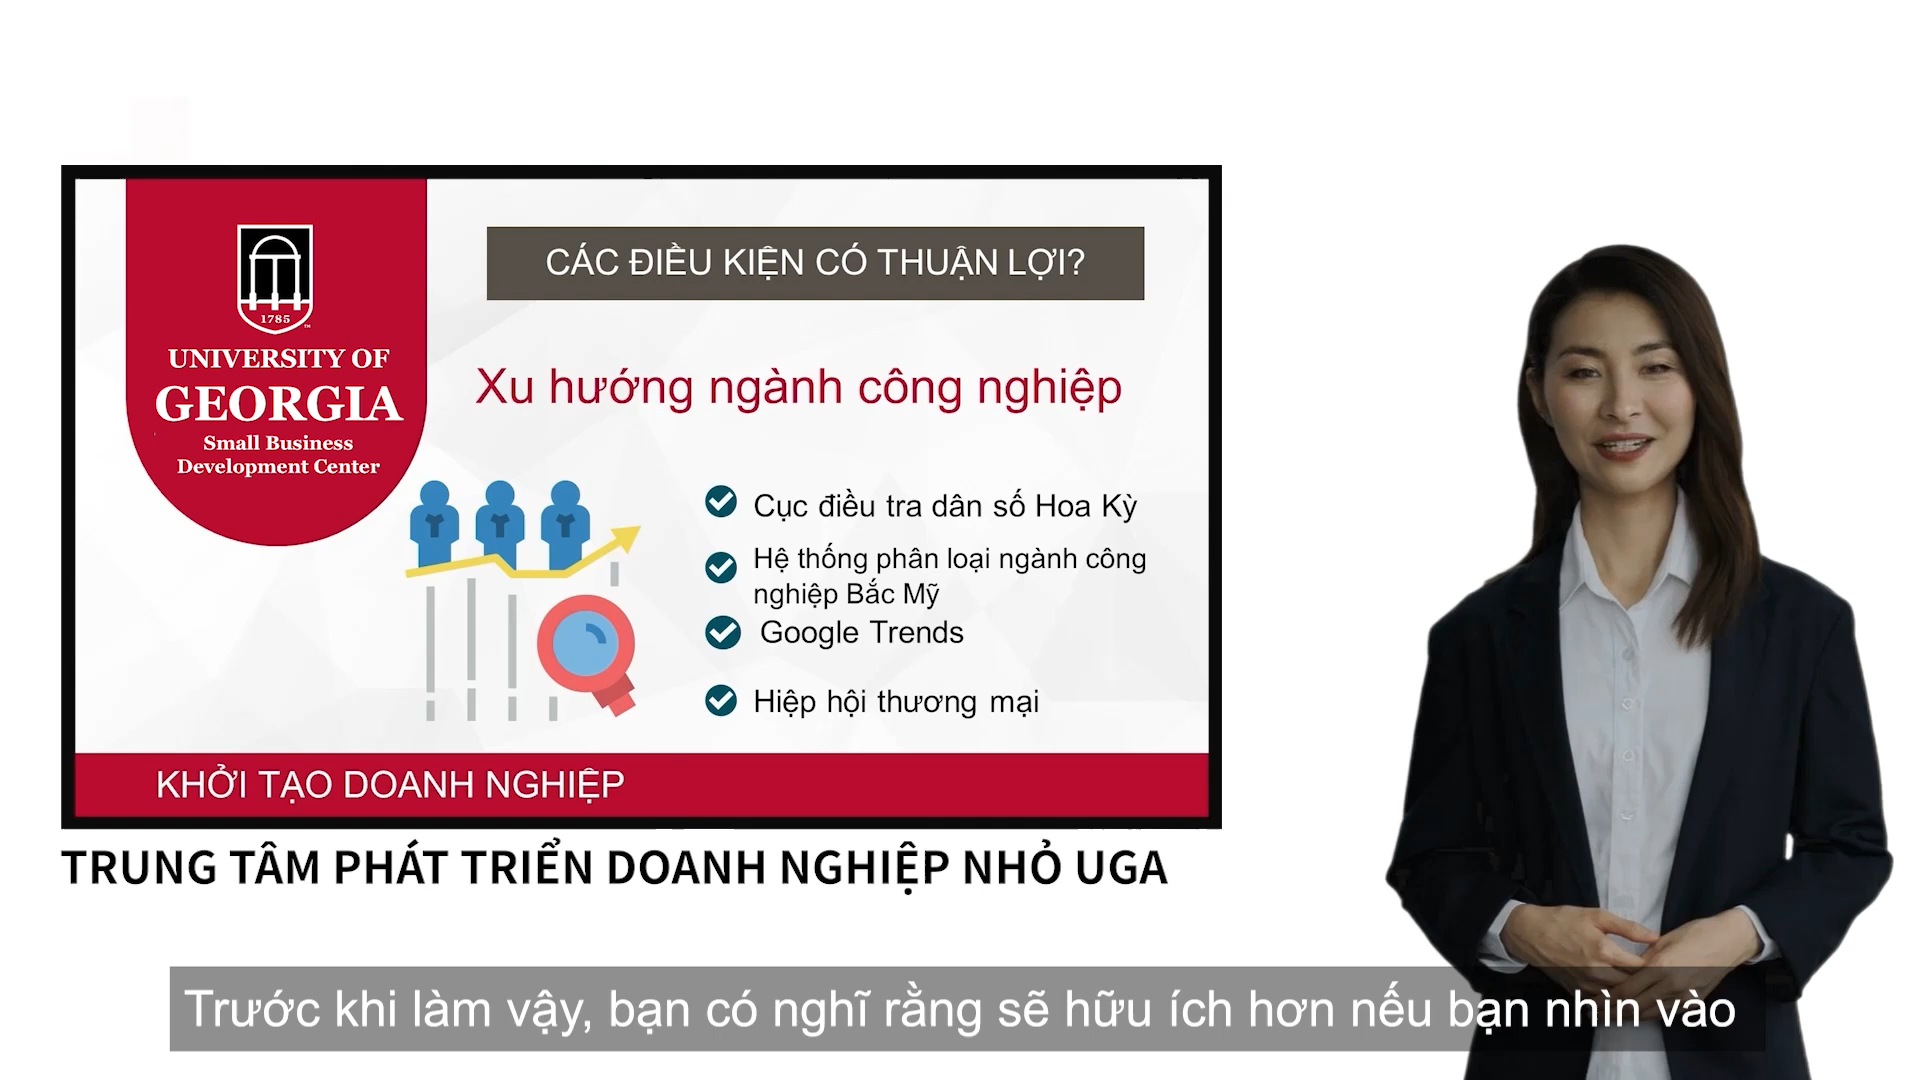 CÁC ĐIỀU KIỆN CÓ THUẬN LỢI?
1785
UNIVERSITY OF
GEORGIA
Small Business
Development Center
Xu hướng ngành công nghiệp
Cục điều tra dân số Hoa Kỳ
Hệ thống phân loại ngành công
nghiệp Bắc Mỹ
Google Trends
Hiệp hội thương mại
KHỞI TẠO DOANH NGHIỆP
TRUNG TÂM PHÁT TRIỂN DOANH NGHIỆP NHỎ UGA
Trước khi làm vậy, bạn có nghĩ rằng sẽ hữu ích hơn nếu bạn nhìn vào